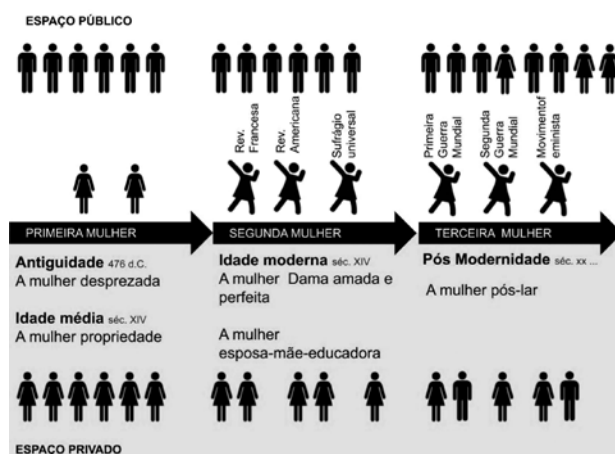 ESPAÇO PÚBLICO
Rev.
Francesa
Rev.
Americana
Sufrágio
universal
Primeira
Guerra
Mundial
Segunda
Guerra
Mundial
Movimentof
eminista
PRIMEIRA MULHER
SEGUNDA MULHER
TERCEIRA MULHER
Antiguidade 476 d.C.
A mulher desprezada
Idade média séc. XIV
A mulher propriedade
Idade moderna séc. XIV
A mulher Dama amada e
perfeita
A mulher
esposa-mãe-educadora
Pós Modernidade séc. xx ...
A mulher pós-lar
ESPAÇO PRIVADO